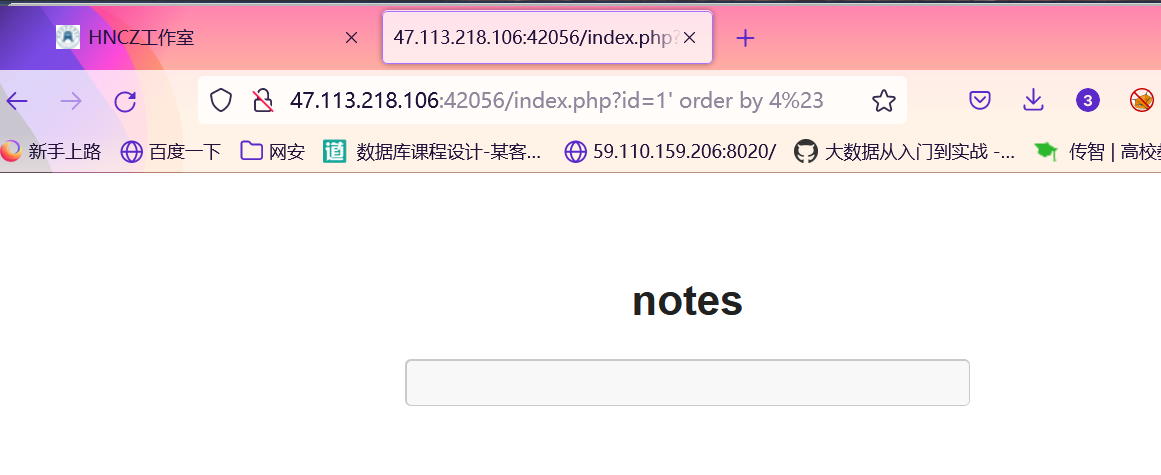 HNCZ工作室
47.113.218.106:42056/index.php?
47.113.218.106:42056/index.php?id=1' order by 4%23
3
新手上路 百度一下 网安 道 数据库课程设计-某客... 59.110.159.206:8020/ 大数据从入门到实战 -... 传智 | 高校
notes